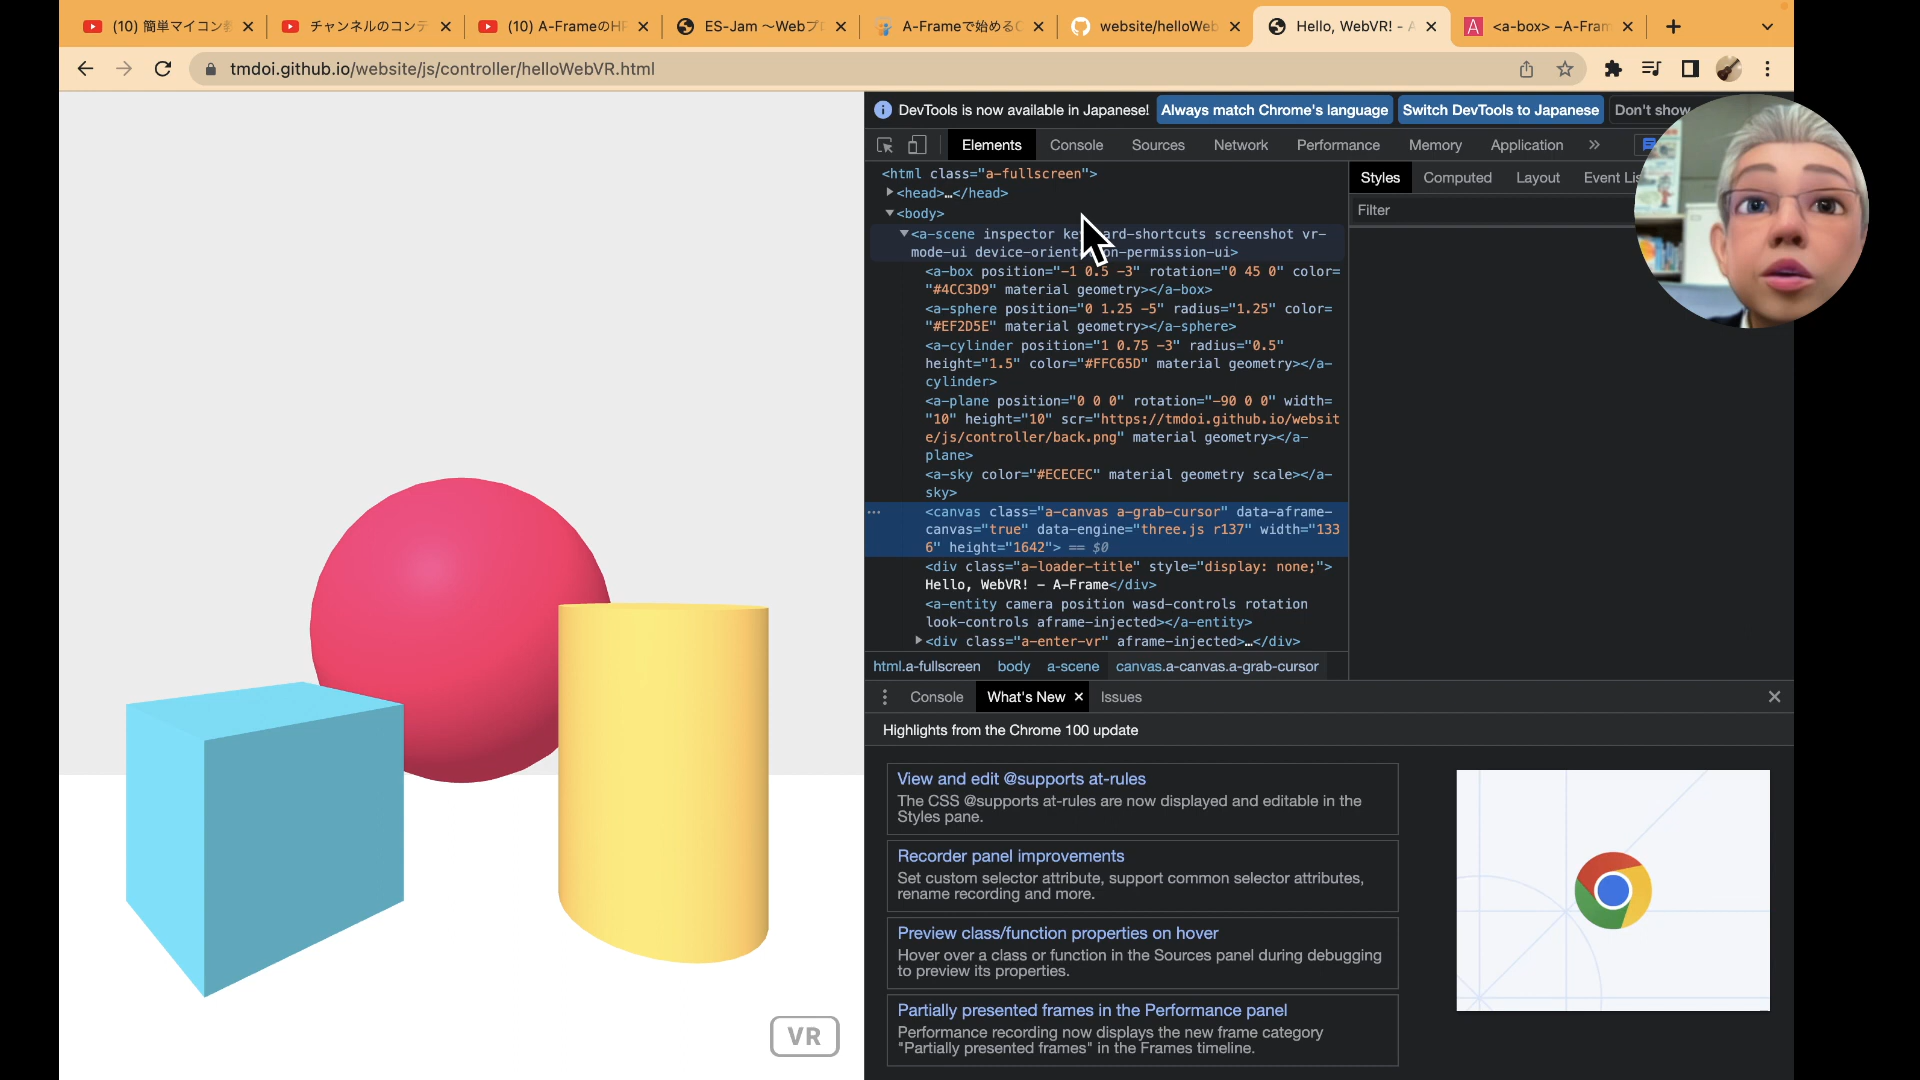 (10) 簡単マイコン
チャンネルのコンテ
(10) A-FrameのHP
ES-Jam 〜Webプ
A-Frameで始める
website/helloWeb
Hello, WebVR! - A
<a-box> –A-Fram
tmdoi.github.io/website/js/controller/helloWebVR.html
DevTools is now available in Japanese!
Always match Chrome's language
Switch DevTools to Japanese
Don't show
Elements
Console
Sources
Network
Performance
Memory
Application
<html class="a-fullscreen">
<head>…</head>
<body>
<a-scene inspector key ard-shortcuts screenshot vr-
mode-ui device-orient on-permission-ui>
<a-box position="-1 0.5 -3" rotation="0 45 0" color=
"#4CC3D9" material geometry></a-box>
<a-sphere position="0 1.25 -5" radius="1.25" color=
"#EF2D5E" material geometry></a-sphere>
<a-cylinder position="1 0.75 -3" radius="0.5"
height="1.5" color="#FFC65D" material geometry></a-
cylinder>
<a-plane position="0 0 0" rotation="-90 0 0" width=
"10" height="10" scr="https://tmdoi.github.io/websit
e/js/controller/back.png" material geometry></a-
plane>
<a-sky color="#ECECEC" material geometry scale></a-
sky>
<canvas class="a-canvas a-grab-cursor" data-aframe-
canvas="true" data-engine="three.js r137" width="133
6" height="1642"> == $0
<div class="a-loader-title" style="display: none;">
Hello, WebVR! – A-Frame</div>
<a-entity camera position wasd-controls rotation
look-controls aframe-injected></a-entity>
<div class="a-enter-vr" aframe-injected>…</div>
html.a-fullscreen
body
a-scene
canvas.a-canvas.a-grab-cursor
Styles
Computed
Layout
Event Lis
Filter
Console
What's New
Issues
Highlights from the Chrome 100 update
View and edit @supports at-rules
The CSS @supports at-rules are now displayed and editable in the
Styles pane.
Recorder panel improvements
Set custom selector attribute, support common selector attributes,
rename recording and more.
Preview class/function properties on hover
Hover over a class or function in the Sources panel during debugging
to preview its properties.
Partially presented frames in the Performance panel
Performance recording now displays the new frame category
"Partially presented frames" in the Frames timeline.
VR